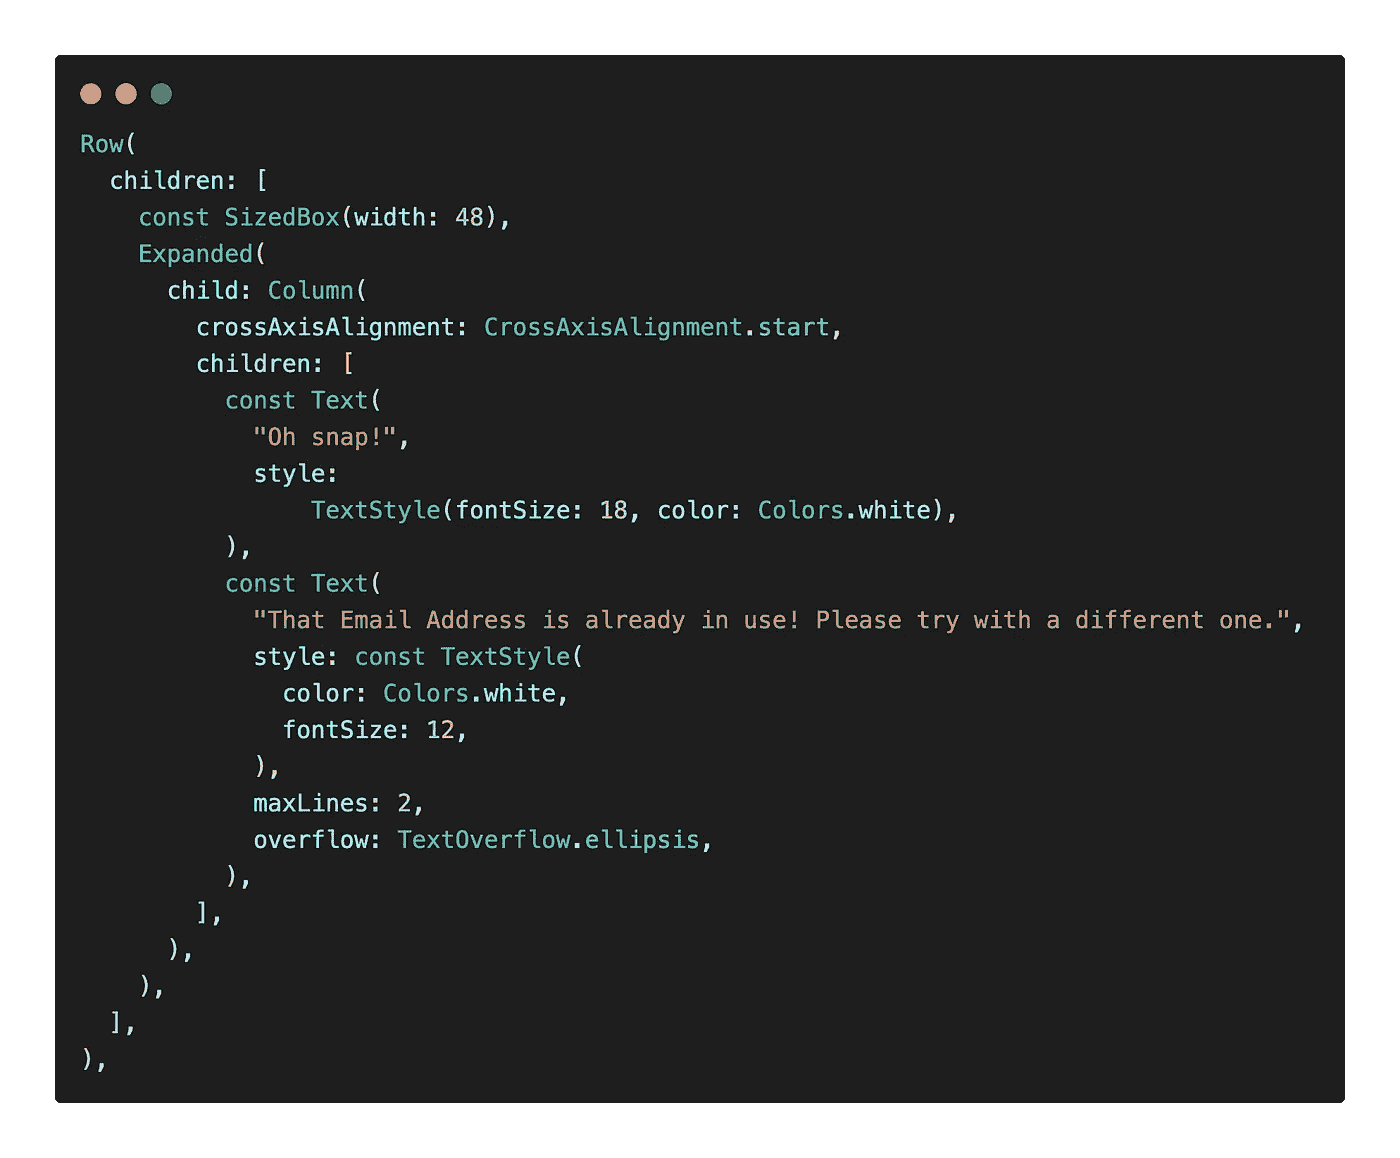 Row(
  children: [
    const SizedBox(width: 48),
    Expanded(
      child: Column(
        crossAxisAlignment: CrossAxisAlignment.start,
        children: [
          const Text(
            "Oh snap!",
            style:
                TextStyle(fontSize: 18, color: Colors.white),
          ),
          const Text(
            "That Email Address is already in use! Please try with a different one.",
            style: const TextStyle(
              color: Colors.white,
              fontSize: 12,
            ),
            maxLines: 2,
            overflow: TextOverflow.ellipsis,
          ),
        ],
      ),
    ),
  ],
),